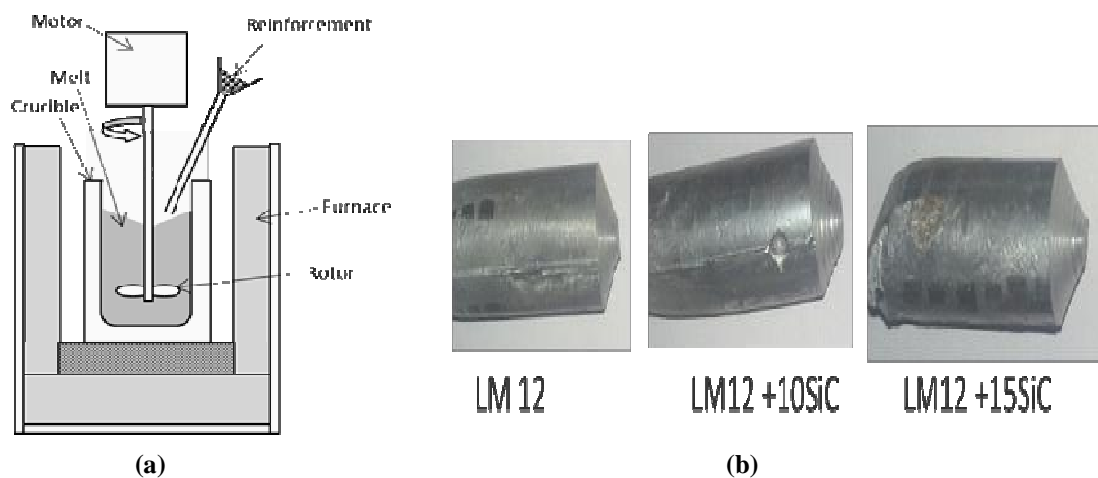 Motor
Reinforcement
Melt
Crucible
Furnace
Rotor
LM 12
LM12 +10SiC
LM12 +15SiC
(a)
(b)